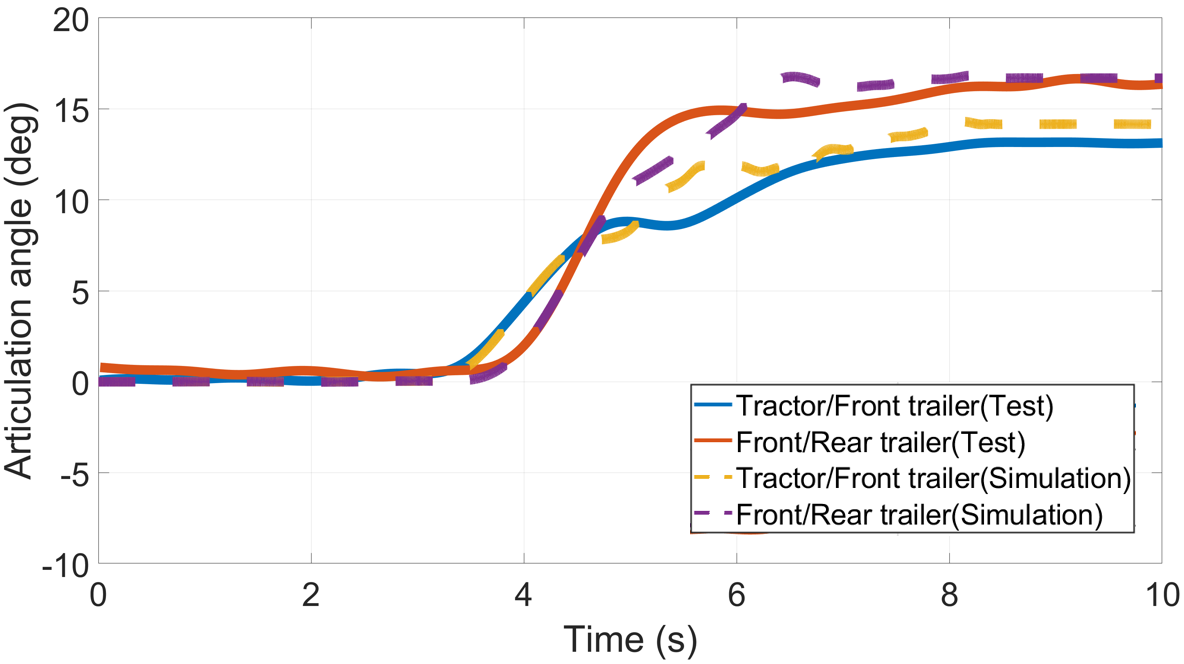 20
15
10
5
0
-5
-10
Articulation angle (deg)
Tractor/Front trailer(Test)
Front/Rear trailer(Test)
Tractor/Front trailer(Simulation)
Front/Rear trailer(Simulation)
0 2 4 6 8 10
Time (s)